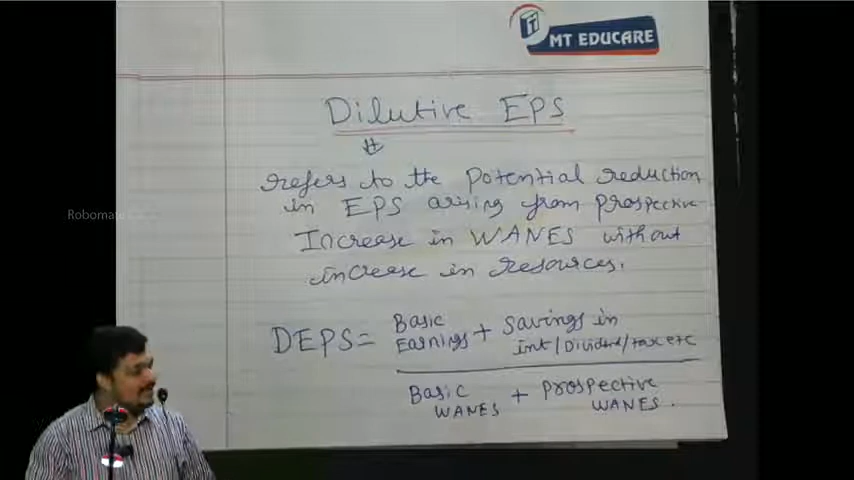 MT EDUCARE
Dilutive EPS
refers to the potential reduction
in EPS arising from prospective
Increase in WANES without
increase in resources.
DEPS = Basic Earnings + Savings in int/Dividend/tax etc
Basic WANES + Prospective WANES.
Robomate